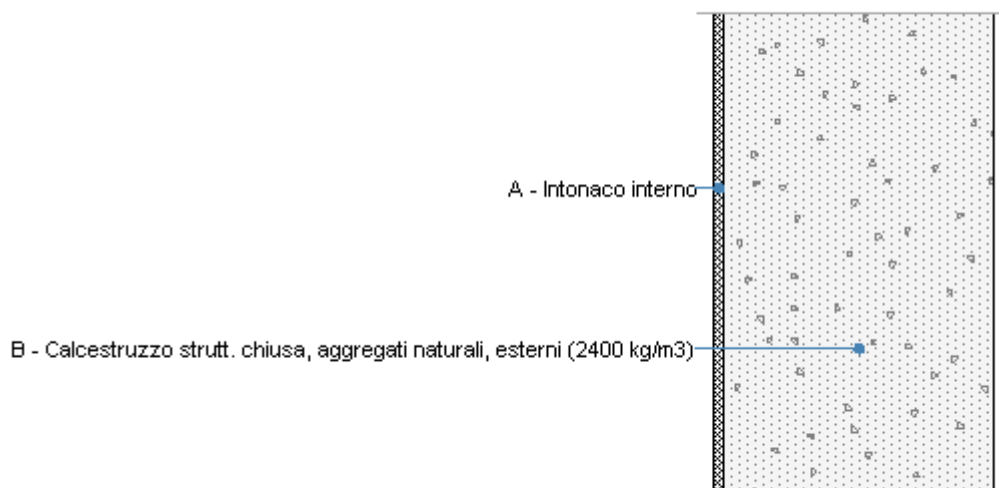 A - Intonaco interno
B - Calcestruzzo strutt. chiusa, aggregati naturali, esterni (2400 kg/m3)